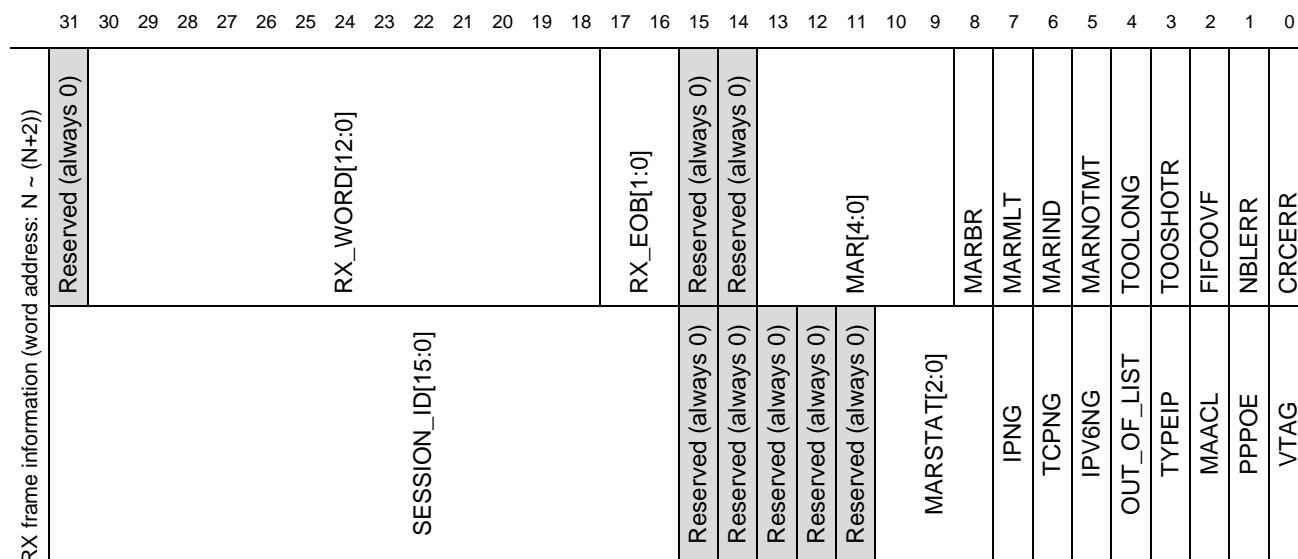 31 30 29 28 27 26 25 24 23 22 21 20 19 18 17 16 15 14 13 12 11 10 9 8 7 6 5 4 3 2 1 0
RX frame information (word address: N ~ (N+2))
Reserved (always 0)
RX_WORD[12:0]
RX_EOB[1:0]
Reserved (always 0)
Reserved (always 0)
MAR[4:0]
MARBR
MARMLT
MARIND
MARNOTMT
TOOLONG
TOOSHOTR
FIFOOVF
NBLERR
CRCERR
SESSION_ID[15:0]
Reserved (always 0)
Reserved (always 0)
Reserved (always 0)
Reserved (always 0)
Reserved (always 0)
MARSTAT[2:0]
IPNG
TCPNG
IPV6NG
OUT_OF_LIST
TYPEIP
MAACL
PPPOE
VTAG